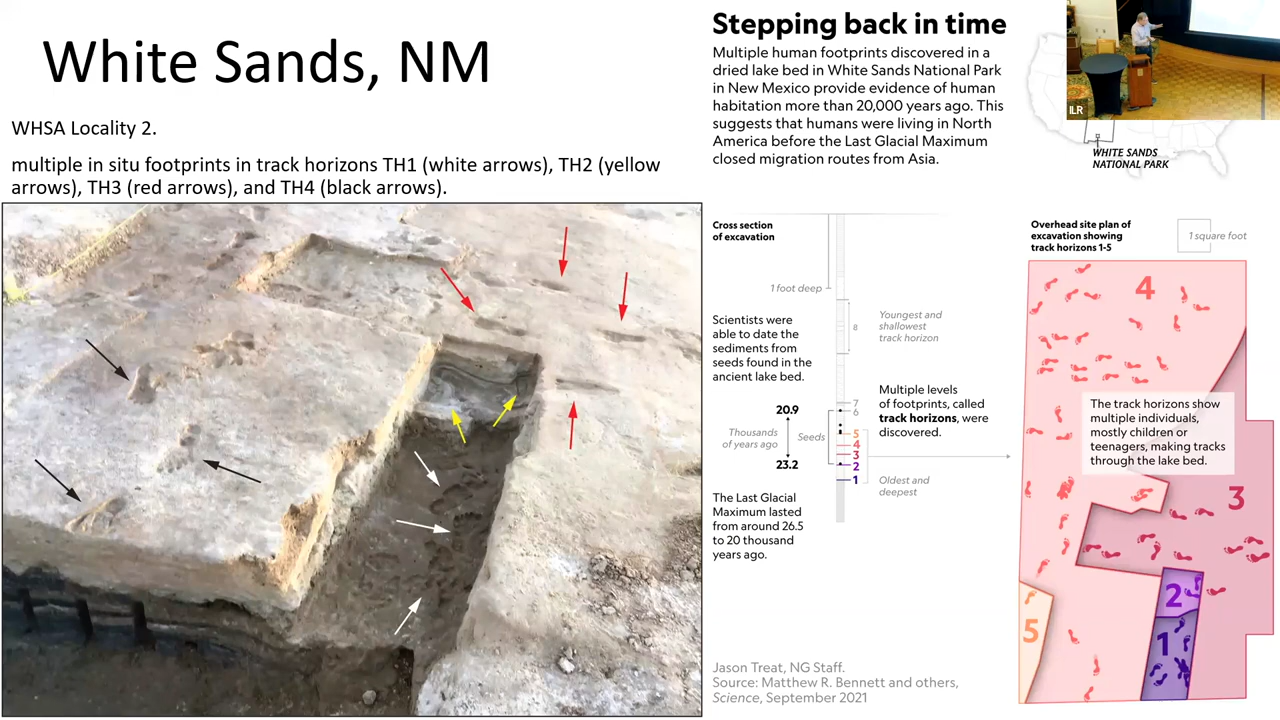 White Sands, NM
WHSA Locality 2.
multiple in situ footprints in track horizons TH1 (white arrows), TH2 (yellow
arrows), TH3 (red arrows), and TH4 (black arrows).
Stepping back in time
Multiple human footprints discovered in a
dried lake bed in White Sands National Park
in New Mexico provide evidence of human
habitation more than 20,000 years ago. This
suggests that humans were living in North
America before the Last Glacial Maximum
closed migration routes from Asia.
ILR
WHITE SANDS
NATIONAL PARK
Cross section
of excavation
1 foot deep
Scientists were
able to date the
sediments from
seeds found in the
ancient lake bed.
8
Youngest and
shallowest
track horizon
Multiple levels
of footprints, called
track horizons, were
discovered.
20.9
Thousands
of years ago
23.2
Seeds
7
6
5
4
3
2
1
Oldest and
deepest
The Last Glacial
Maximum lasted
from around 26.5
to 20 thousand
years ago.
Overhead site plan of
excavation showing
track horizons 1-5
1 square foot
4
The track horizons show
multiple individuals,
mostly children or
teenagers, making tracks
through the lake bed.
3
2
5
1
Jason Treat, NG Staff.
Source: Matthew R. Bennett and others,
Science, September 2021